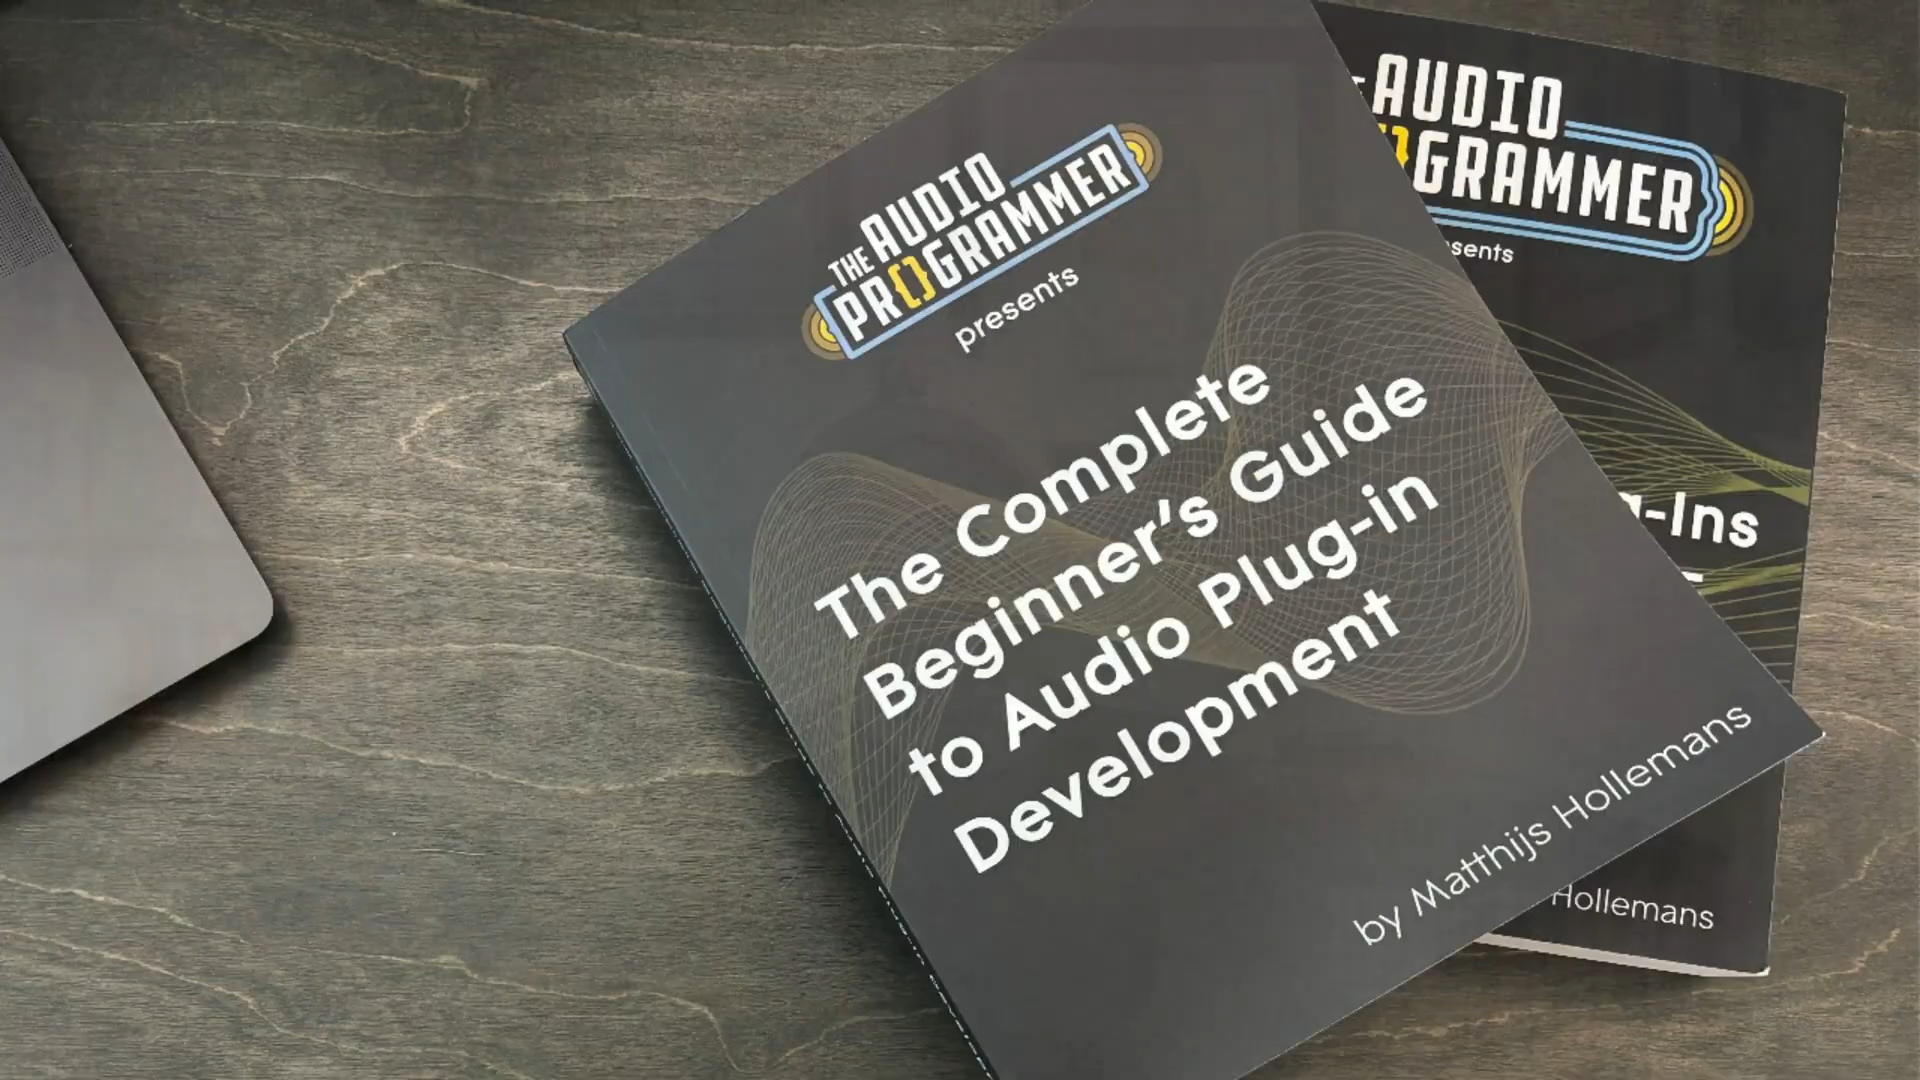 THE AUDIO
PR{}GRAMMER
presents
The Complete
Beginner's Guide
to Audio Plug-in
Development
by Matthijs Hollemans
AUDIO
GRAMMER
sents
-Ins
Hollemans